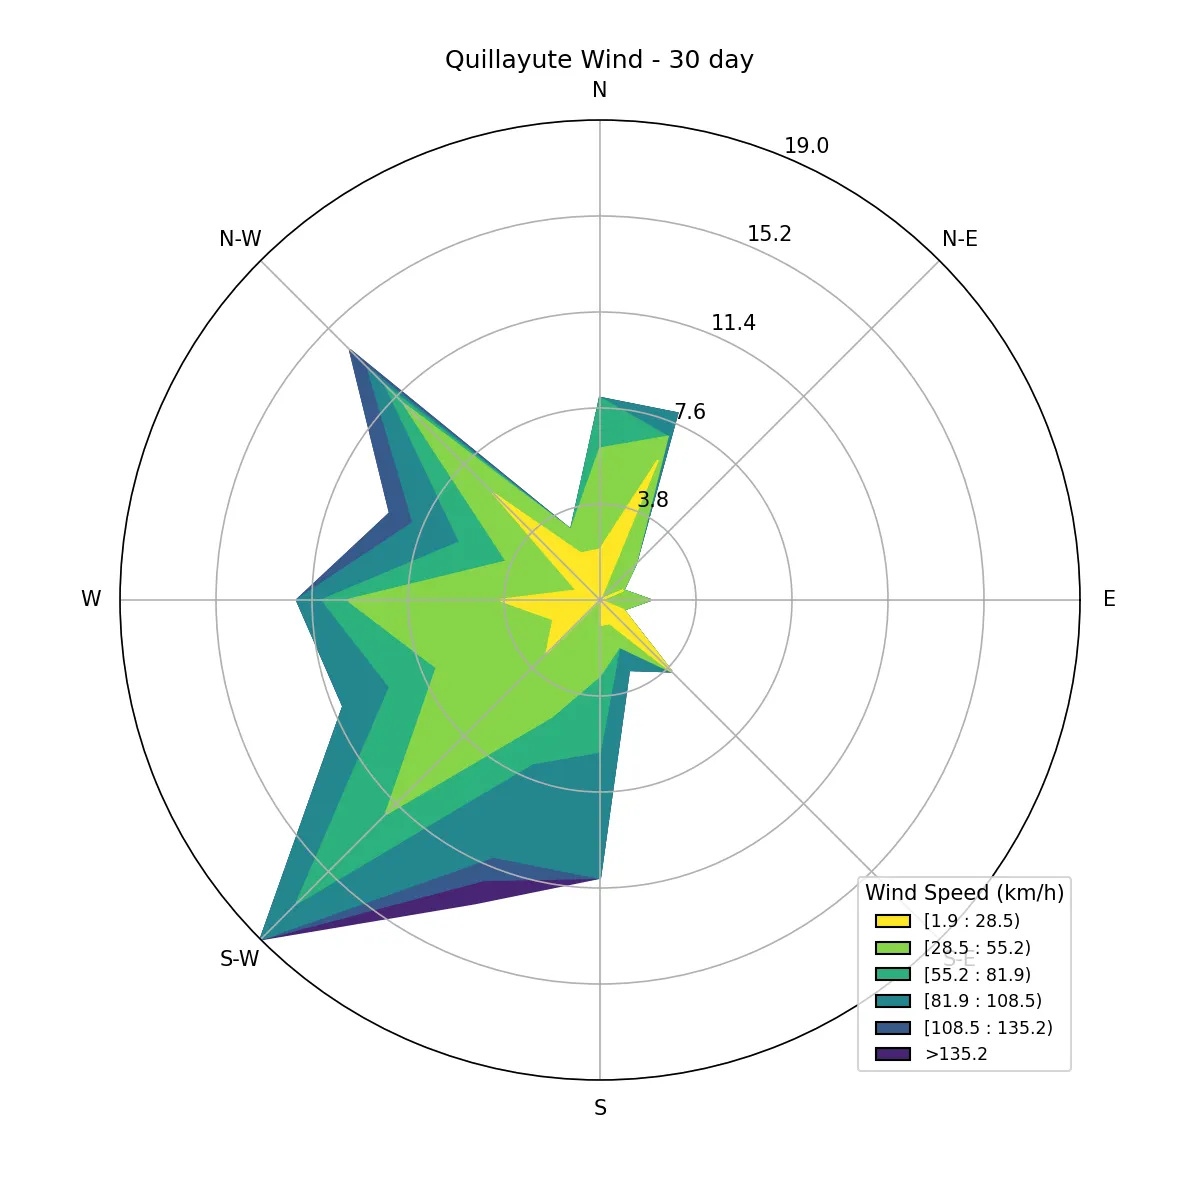 Quillayute Wind - 30 day
N
19.0
15.2
N-W
N-E
11.4
7.6
3.8
W
E
S-W
S-E
Wind Speed (km/h)
[1.9 : 28.5)
[28.5 : 55.2)
[55.2 : 81.9)
[81.9 : 108.5)
[108.5 : 135.2)
>135.2
S